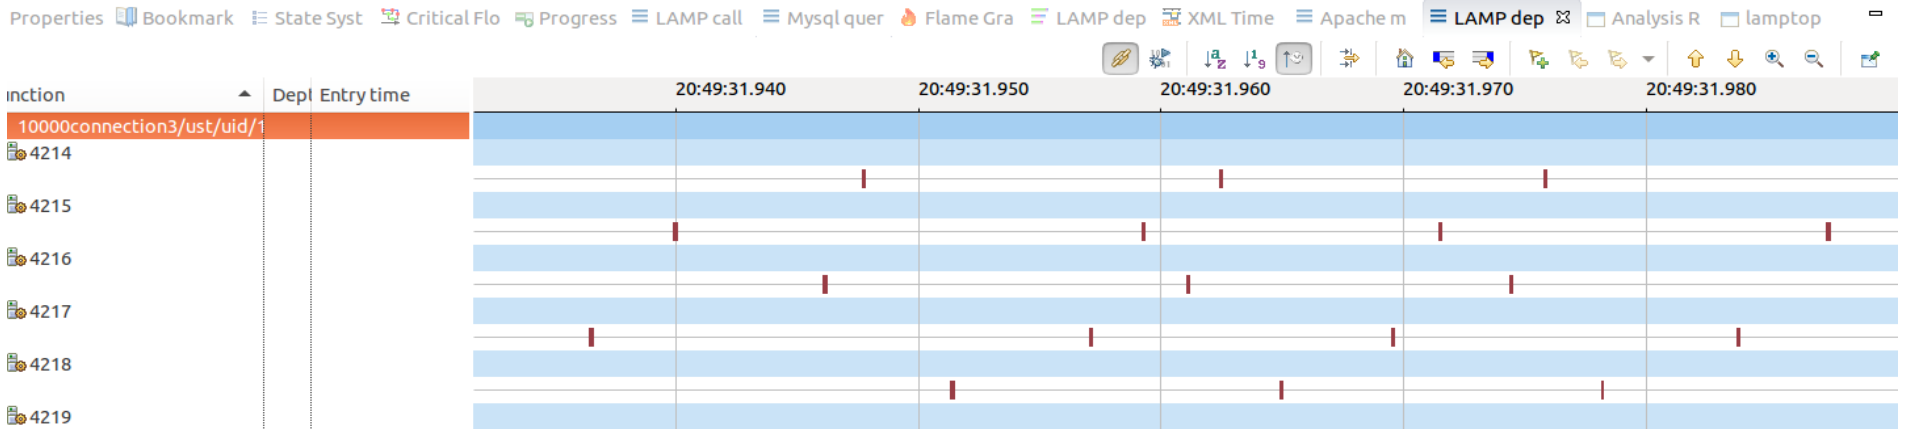 Properties Bookmark State Syst Critical Flo Progress LAMP call Mysql quer Flame Gra LAMP dep XML Time Apache m LAMP dep Analysis R lamptop
unction Dept Entry time 20:49:31.940 20:49:31.950 20:49:31.960 20:49:31.970 20:49:31.980
10000connection3/ust/uid/1
4214
4215
4216
4217
4218
4219